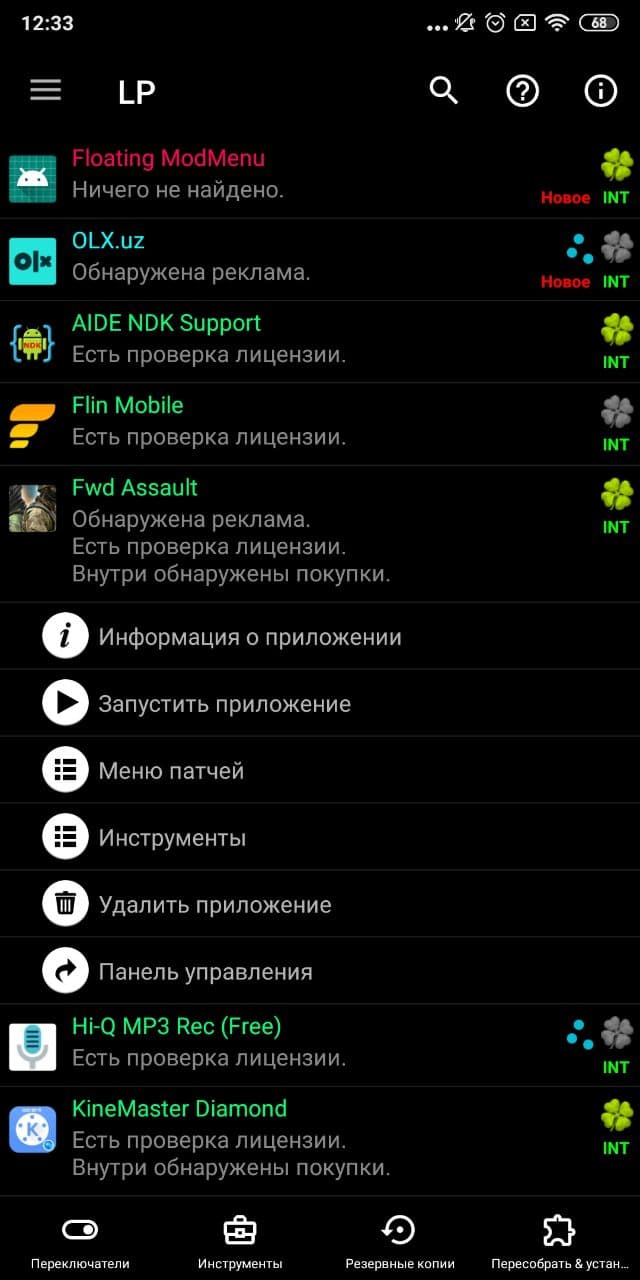 12:33
68
LP
Floating ModMenu
Ничего не найдено.
Новое INT
OLX.uz
Обнаружена реклама.
Новое INT
AIDE NDK Support
Есть проверка лицензии.
INT
Flin Mobile
Есть проверка лицензии.
INT
Fwd Assault
Обнаружена реклама.
INT
Есть проверка лицензии.
Внутри обнаружены покупки.
Информация о приложении
Запустить приложение
Меню патчей
Инструменты
Удалить приложение
Панель управления
Hi-Q MP3 Rec (Free)
Есть проверка лицензии.
INT
KineMaster Diamond
Есть проверка лицензии.
INT
Внутри обнаружены покупки.
Переключатели Инструменты Резервные копии Пересобрать & устан...